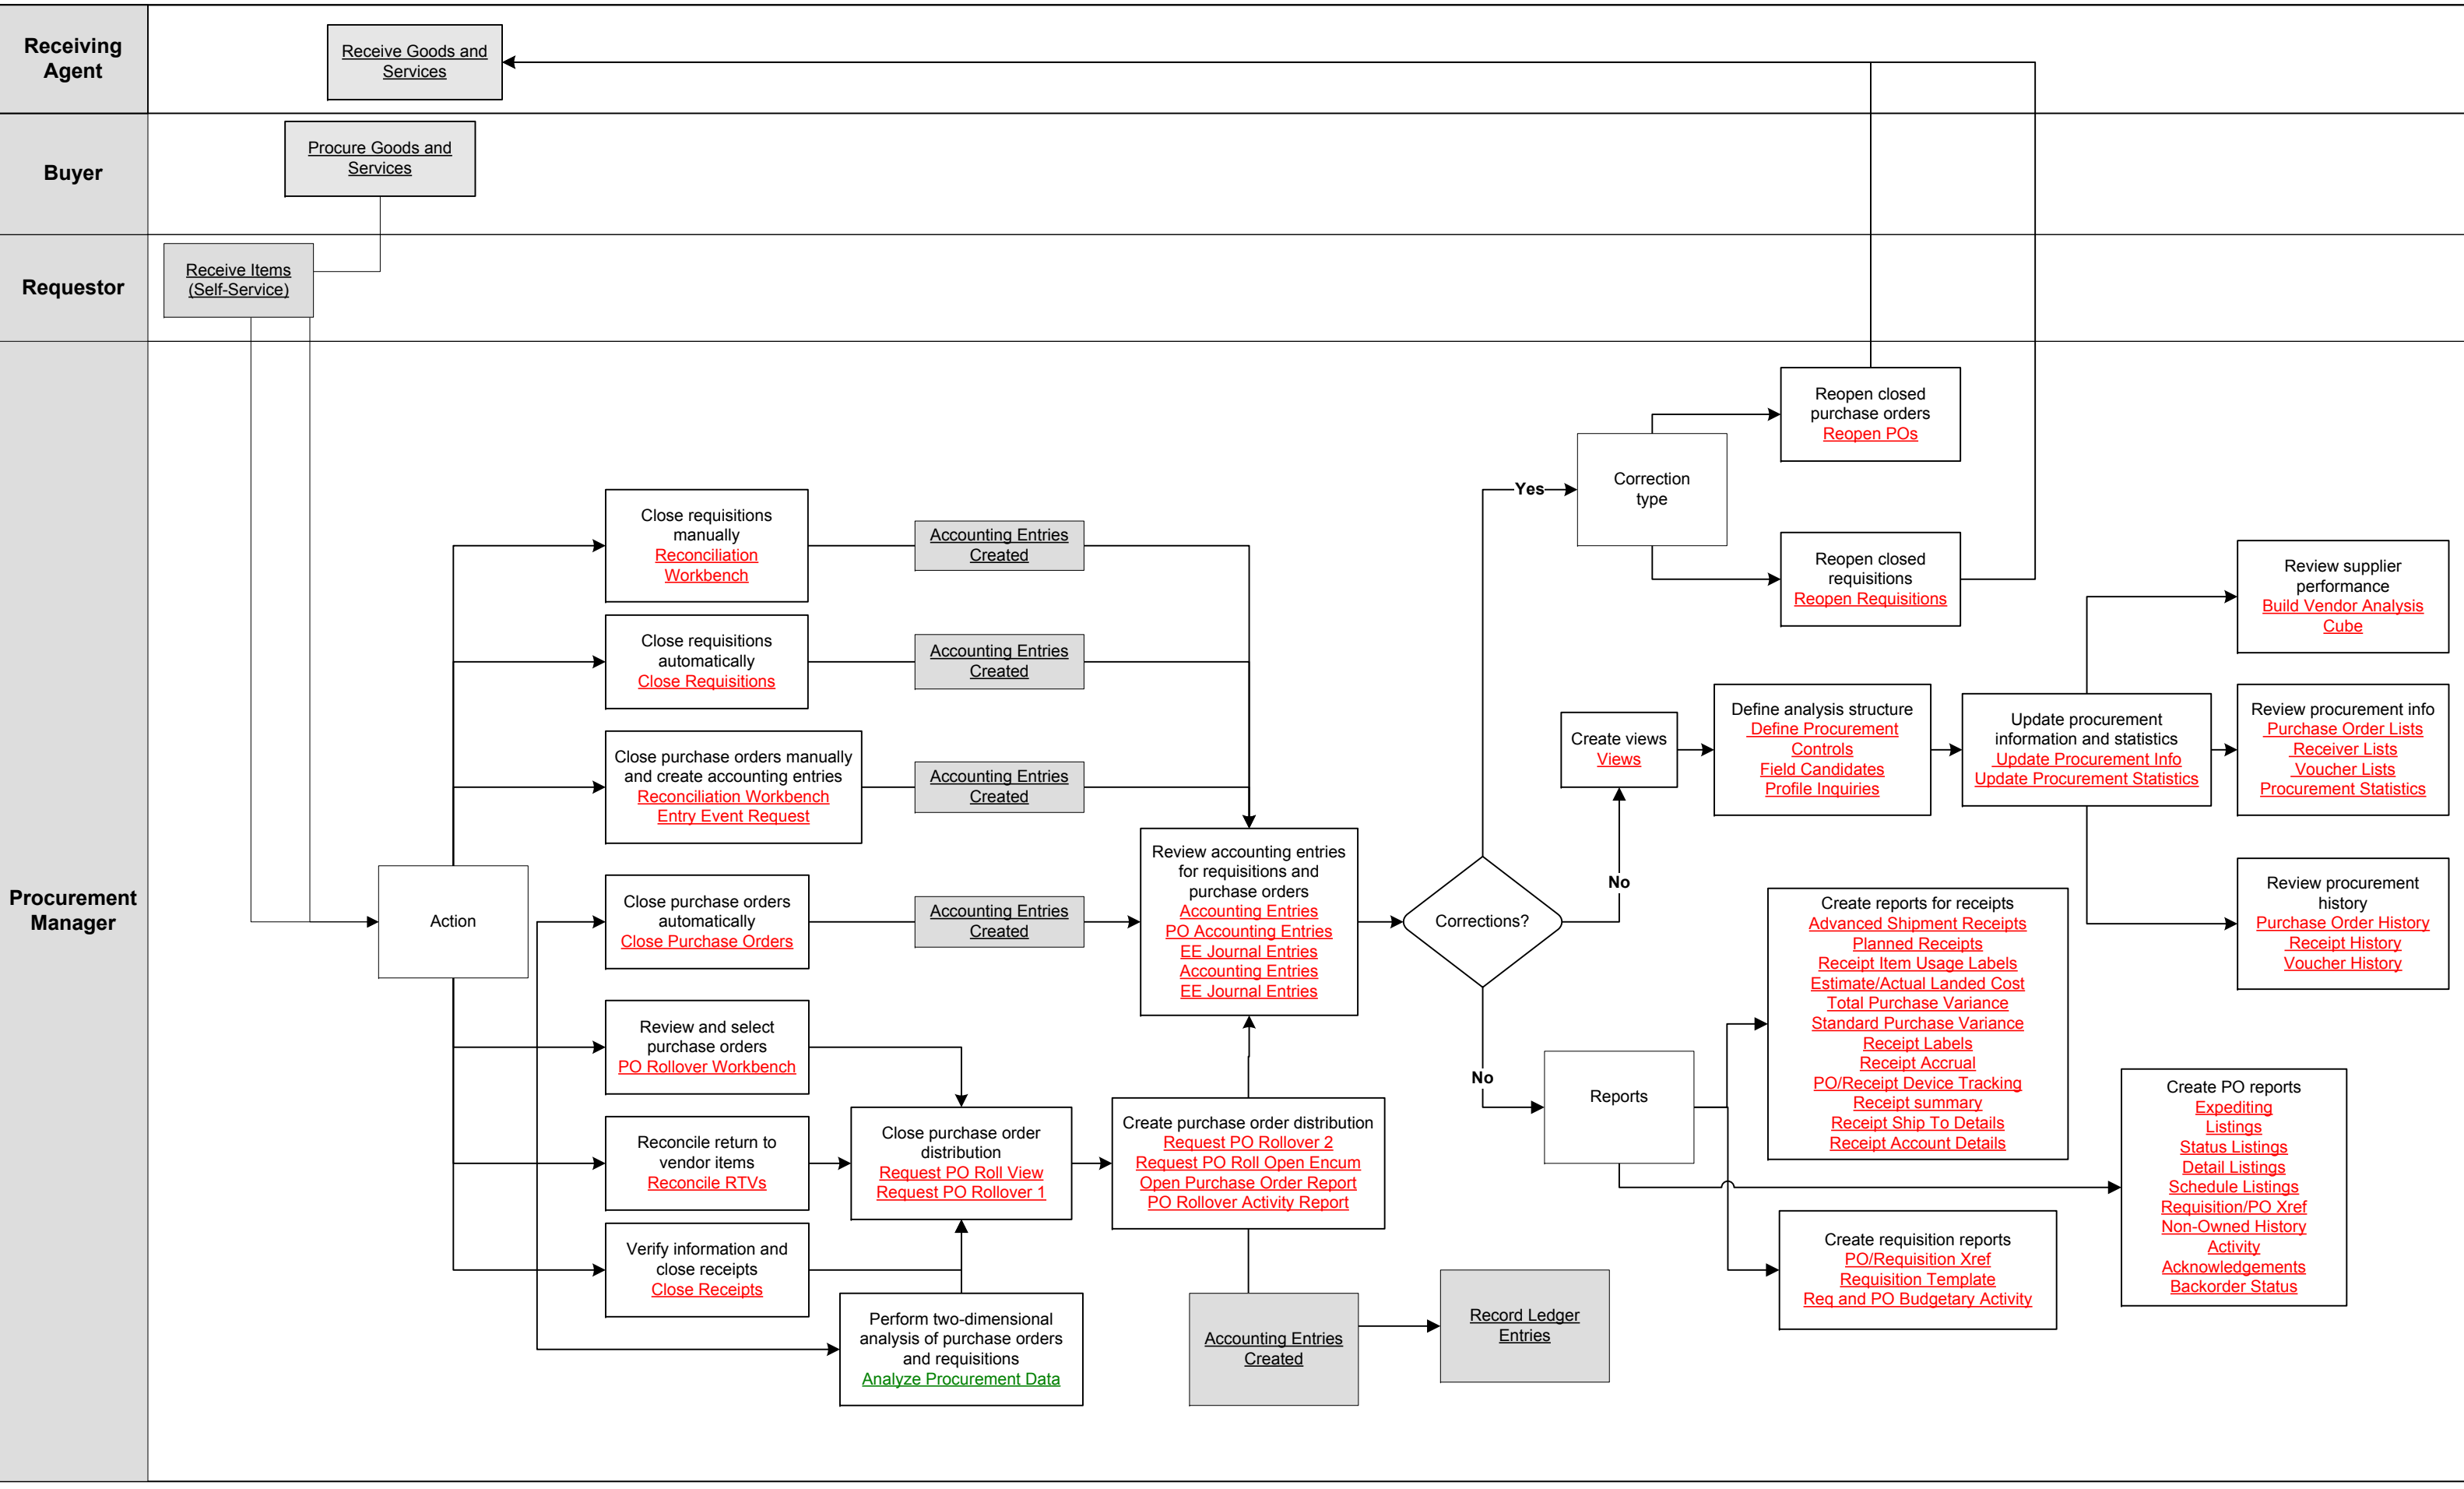 Receiving
Agent
Receive Goods and
Services
Buyer
Procure Goods and
Services
Requestor
Receive Items
(Self-Service)
Procurement
Manager
Action
Close requisitions
manually
Reconciliation
Workbench
Accounting Entries
Created
Close requisitions
automatically
Close Requisitions
Accounting Entries
Created
Close purchase orders manually
and create accounting entries
Reconciliation Workbench
Entry Event Request
Accounting Entries
Created
Close purchase orders
automatically
Close Purchase Orders
Accounting Entries
Created
Review and select
purchase orders
PO Rollover Workbench
Reconcile return to
vendor items
Reconcile RTVs
Verify information and
close receipts
Close Receipts
Perform two-dimensional
analysis of purchase orders
and requisitions
Analyze Procurement Data
Close purchase order
distribution
Request PO Roll View
Request PO Rollover 1
Create purchase order distribution
Request PO Rollover 2
Request PO Roll Open Encum
Open Purchase Order Report
PO Rollover Activity Report
Accounting Entries
Created
Record Ledger
Entries
Review accounting entries
for requisitions and
purchase orders
Accounting Entries
PO Accounting Entries
EE Journal Entries
Accounting Entries
EE Journal Entries
Corrections?
Yes
Correction
type
Reopen closed
purchase orders
Reopen POs
Reopen closed
requisitions
Reopen Requisitions
No
Create views
Views
Define analysis structure
Define Procurement
Controls
Field Candidates
Profile Inquiries
Update procurement
information and statistics
Update Procurement Info
Update Procurement Statistics
Review supplier
performance
Build Vendor Analysis
Cube
Review procurement info
Purchase Order Lists
Receiver Lists
Voucher Lists
Procurement Statistics
Review procurement
history
Purchase Order History
Receipt History
Voucher History
No
Reports
Create reports for receipts
Advanced Shipment Receipts
Planned Receipts
Receipt Item Usage Labels
Estimate/Actual Landed Cost
Total Purchase Variance
Standard Purchase Variance
Receipt Labels
Receipt Accrual
PO/Receipt Device Tracking
Receipt summary
Receipt Ship To Details
Receipt Account Details
Create PO reports
Expediting
Listings
Status Listings
Detail Listings
Schedule Listings
Requisition/PO Xref
Non-Owned History
Activity
Acknowledgements
Backorder Status
Create requisition reports
PO/Requisition Xref
Requisition Template
Req and PO Budgetary Activity